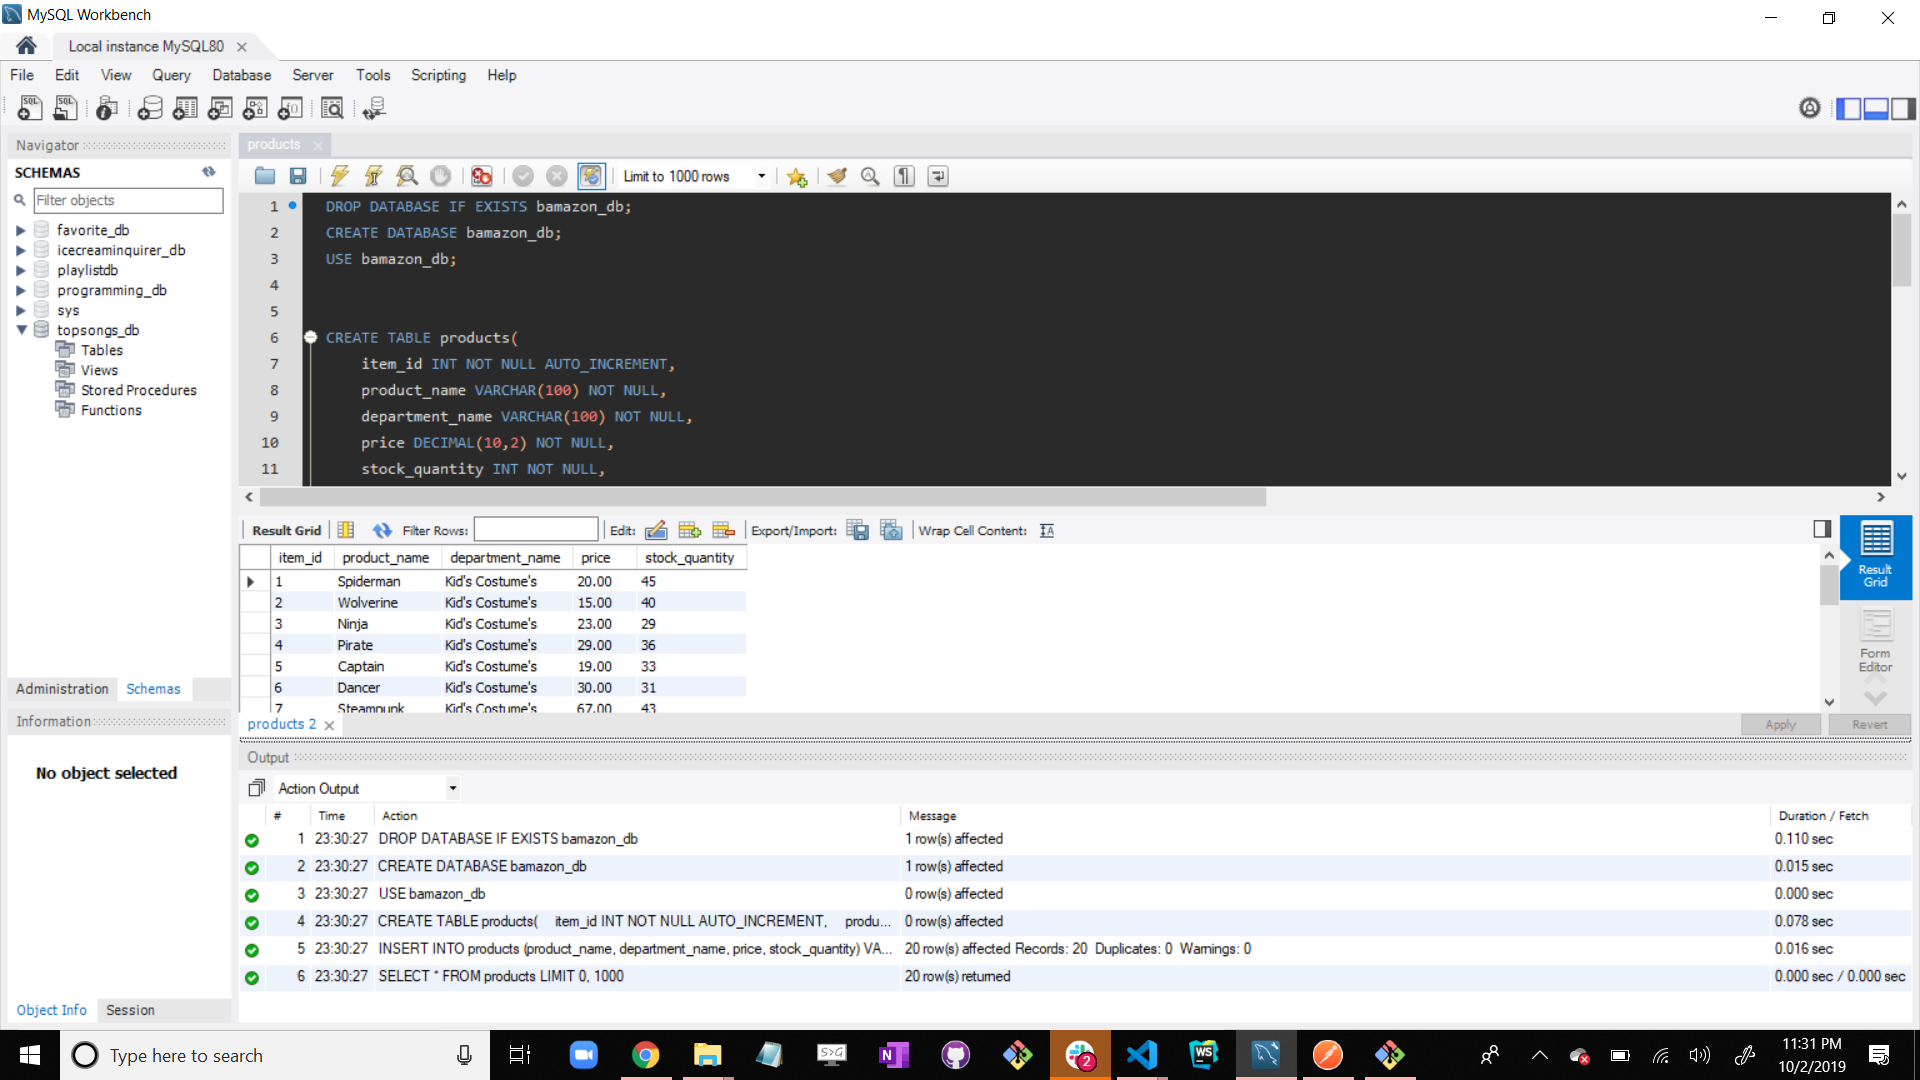 MySQL Workbench
Local instance MySQL80
File Edit View Query Database Server Tools Scripting Help
Navigator
SCHEMAS
Filter objects
favorite_db
icecreaminquirer_db
playlistdb
programming_db
sys
topsongs_db
Tables
Views
Stored Procedures
Functions
Administration Schemas
Information
No object selected
Object Info Session
products
Limit to 1000 rows
1 DROP DATABASE IF EXISTS bamazon_db;
2 CREATE DATABASE bamazon_db;
3 USE bamazon_db;
4
5
6 CREATE TABLE products(
7 item_id INT NOT NULL AUTO_INCREMENT,
8 product_name VARCHAR(100) NOT NULL,
9 department_name VARCHAR(100) NOT NULL,
10 price DECIMAL(10,2) NOT NULL,
11 stock_quantity INT NOT NULL,
Result Grid Filter Rows: Edit: Export/Import: Wrap Cell Content:
item_id product_name department_name price stock_quantity
1 Spiderman Kid's Costume's 20.00 45
2 Wolverine Kid's Costume's 15.00 40
3 Ninja Kid's Costume's 23.00 29
4 Pirate Kid's Costume's 29.00 36
5 Captain Kid's Costume's 19.00 33
6 Dancer Kid's Costume's 30.00 31
7 Steampunk Kid's Costume's 67.00 43
Result
Grid
Form
Editor
products 2
Apply Revert
Output
Action Output
# Time Action Message Duration / Fetch
1 23:30:27 DROP DATABASE IF EXISTS bamazon_db 1 row(s) affected 0.110 sec
2 23:30:27 CREATE DATABASE bamazon_db 1 row(s) affected 0.015 sec
3 23:30:27 USE bamazon_db 0 row(s) affected 0.000 sec
4 23:30:27 CREATE TABLE products( item_id INT NOT NULL AUTO_INCREMENT, produ... 0 row(s) affected 0.078 sec
5 23:30:27 INSERT INTO products (product_name, department_name, price, stock_quantity) VA... 20 row(s) affected Records: 20 Duplicates: 0 Warnings: 0 0.016 sec
6 23:30:27 SELECT * FROM products LIMIT 0, 1000 20 row(s) returned 0.000 sec / 0.000 sec
Type here to search
11:31 PM
10/2/2019